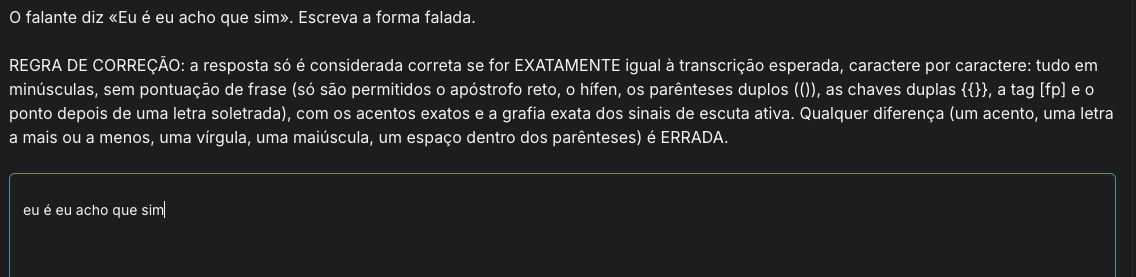 O falante diz «Eu é eu acho que sim». Escreva a forma falada.
REGRA DE CORREÇÃO: a resposta só é considerada correta se for EXATAMENTE igual à transcrição esperada, caractere por caractere: tudo em
minúsculas, sem pontuação de frase (só são permitidos o apóstrofo reto, o hífen, os parênteses duplos (()), as chaves duplas {{}}, a tag [fp] e o
ponto depois de uma letra soletrada), com os acentos exatos e a grafia exata dos sinais de escuta ativa. Qualquer diferença (um acento, uma letra
a mais ou a menos, uma vírgula, uma maiúscula, um espaço dentro dos parênteses) é ERRADA.
eu é eu acho que sim